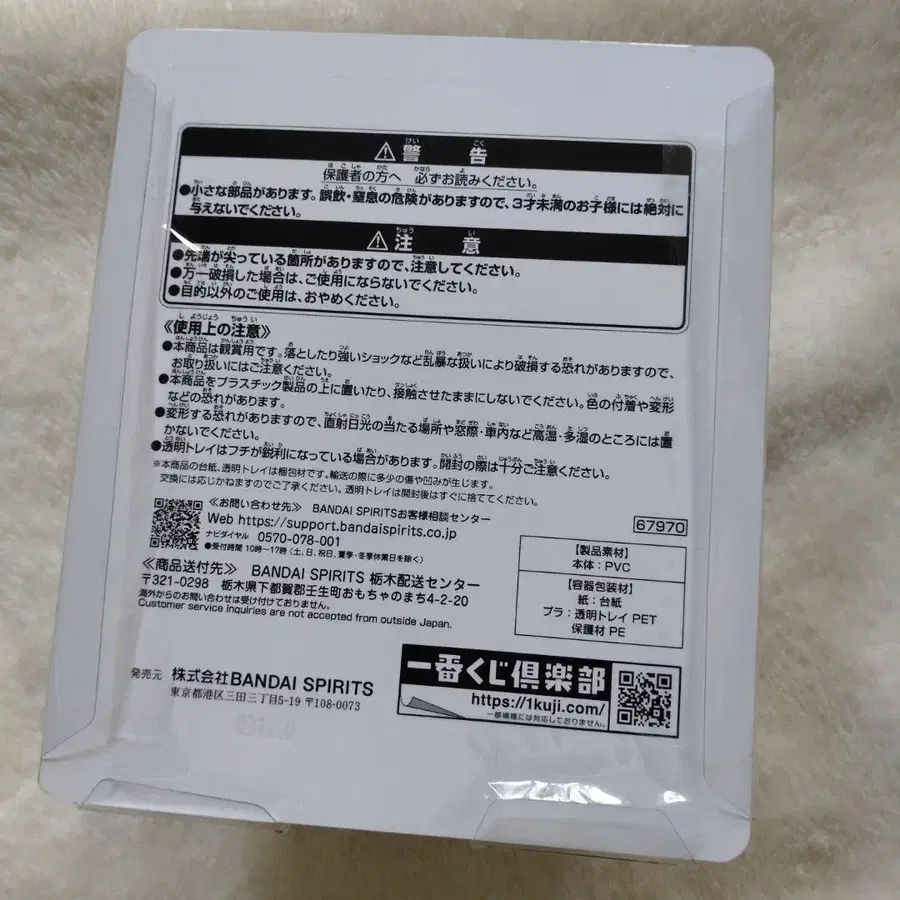 ⚠警告
保護者の方へ 必ずお読みください。
●小さな部品があります。誤飲・窒息の危険がありますので、3才未満のお子様には絶対に
与えないでください。
⚠注意
●先端が尖っている箇所がありますので、注意してください。
●万一破損した場合は、ご使用にならないでください。
●目的以外のご使用は、おやめください。
《使用上の注意》
●本商品は観賞用です。落としたり強いショックなど乱暴な扱いにより破損する恐れがありますので、
お取り扱いにはご注意ください。
●本商品をプラスチック製品の上に置いたり、接触させたままにしないでください。色の付着や変形
などの恐れがあります。
●変形する恐れがありますので、直射日光の当たる場所や窓際・車内など高温・多湿のところには置
かないでください。
●透明トレイはフチが鋭利になっている場合があります。開封の際は十分ご注意ください。
※本商品の台紙、透明トレイは梱包材です。輸送の際に多少の傷や凹みが生じます。
交換には応じかねますのでご了承ください。透明トレイは開封後はすぐに捨ててください。
≪お問い合わせ先≫ BANDAI SPIRITSお客様相談センター
Web https://support.bandaispirits.co.jp
ナビダイヤル 0570-078-001
●受付時間 10時〜17時 (土、日、祝日、夏季・冬季休業日を除く)
≪商品送付先≫ BANDAI SPIRITS 栃木配送センター
〒321-0298 栃木県下都賀郡壬生町おもちゃのまち4-2-20
海外からのお問い合わせは受け付けておりません。
Customer service inquiries are not accepted from outside Japan.
67970
【製品素材】
本体:PVC
【容器包装材】
紙:台紙
プラ:透明トレイ PET
保護材 PE
発売元 株式会社BANDAI SPIRITS
東京都港区三田三丁目5-19 〒108-0073
一番くじ倶楽部
https://1kuji.com/
一部機種には対応しておりません。